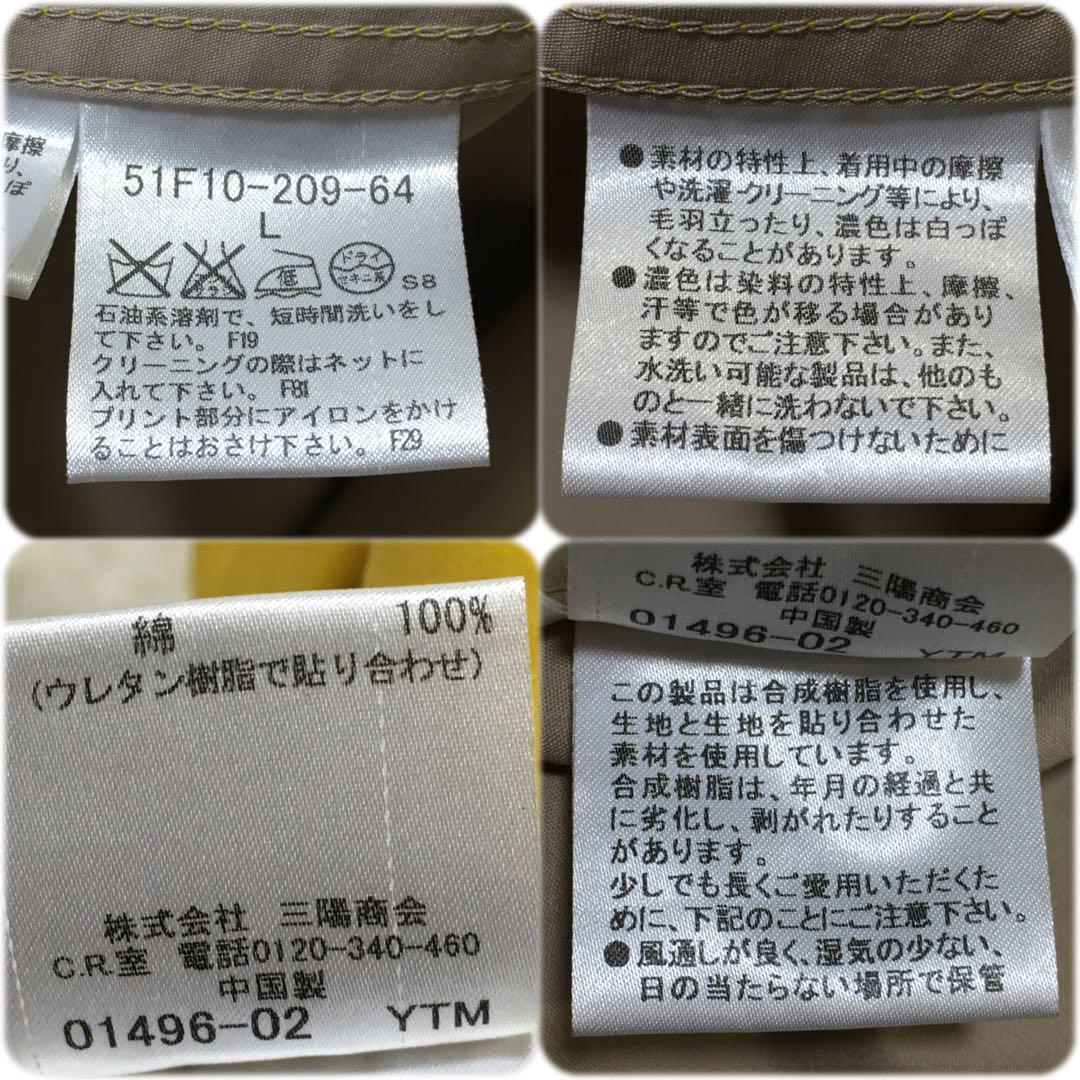 摩擦
り、
ぽ
51F10-209-64
L
低
ドライ
セキユ系
S8
石油系溶剤で、短時間洗いをし
て下さい。F19
クリーニングの際はネットに
入れて下さい。F81
プリント部分にアイロンをかけ
ることはおさけ下さい。F29
●素材の特性上、着用中の摩擦
や洗濯・クリーニング等により、
毛羽立ったり、濃色は白っぽ
くなることがあります。
●濃色は染料の特性上、摩擦、
汗等で色が移る場合があり
ますのでご注意下さい。また、
水洗い可能な製品は、他のも
のと一緒に洗わないで下さい。
●素材表面を傷つけないために
綿 100%
(ウレタン樹脂で貼り合わせ)
株式会社 三陽商会
C.R.室 電話0120-340-460
中国製
01496-02 YTM
株式会社 三陽商会
C.R.室 電話0120-340-460
中国製
01496-02 YTM
この製品は合成樹脂を使用し、
生地と生地を貼り合わせた
素材を使用しています。
合成樹脂は、年月の経過と共
に劣化し、剥がれたりすること
があります。
少しでも長くご愛用いただくた
めに、下記のことにご注意下さい。
●風通しが良く、湿気の少ない、
日の当たらない場所で保管